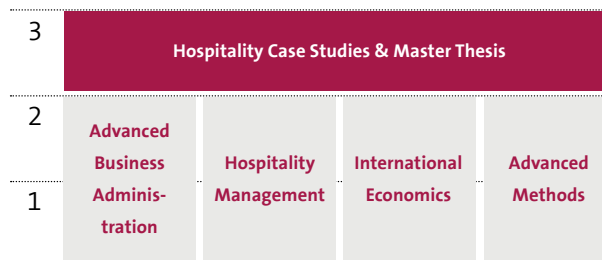 3
Hospitality Case Studies & Master Thesis
2
1
Advanced
Business
Adminis-
tration
Hospitality
Management
International
Economics
Advanced
Methods